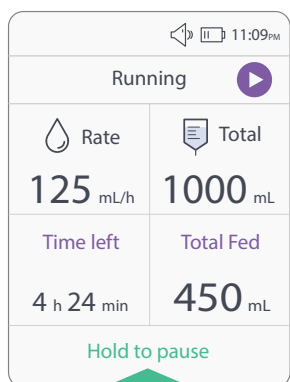 11:09PM
Running
Rate
Total
125 mL/h
1000 mL
Time left
Total Fed
4 h 24 min
450 mL
Hold to pause